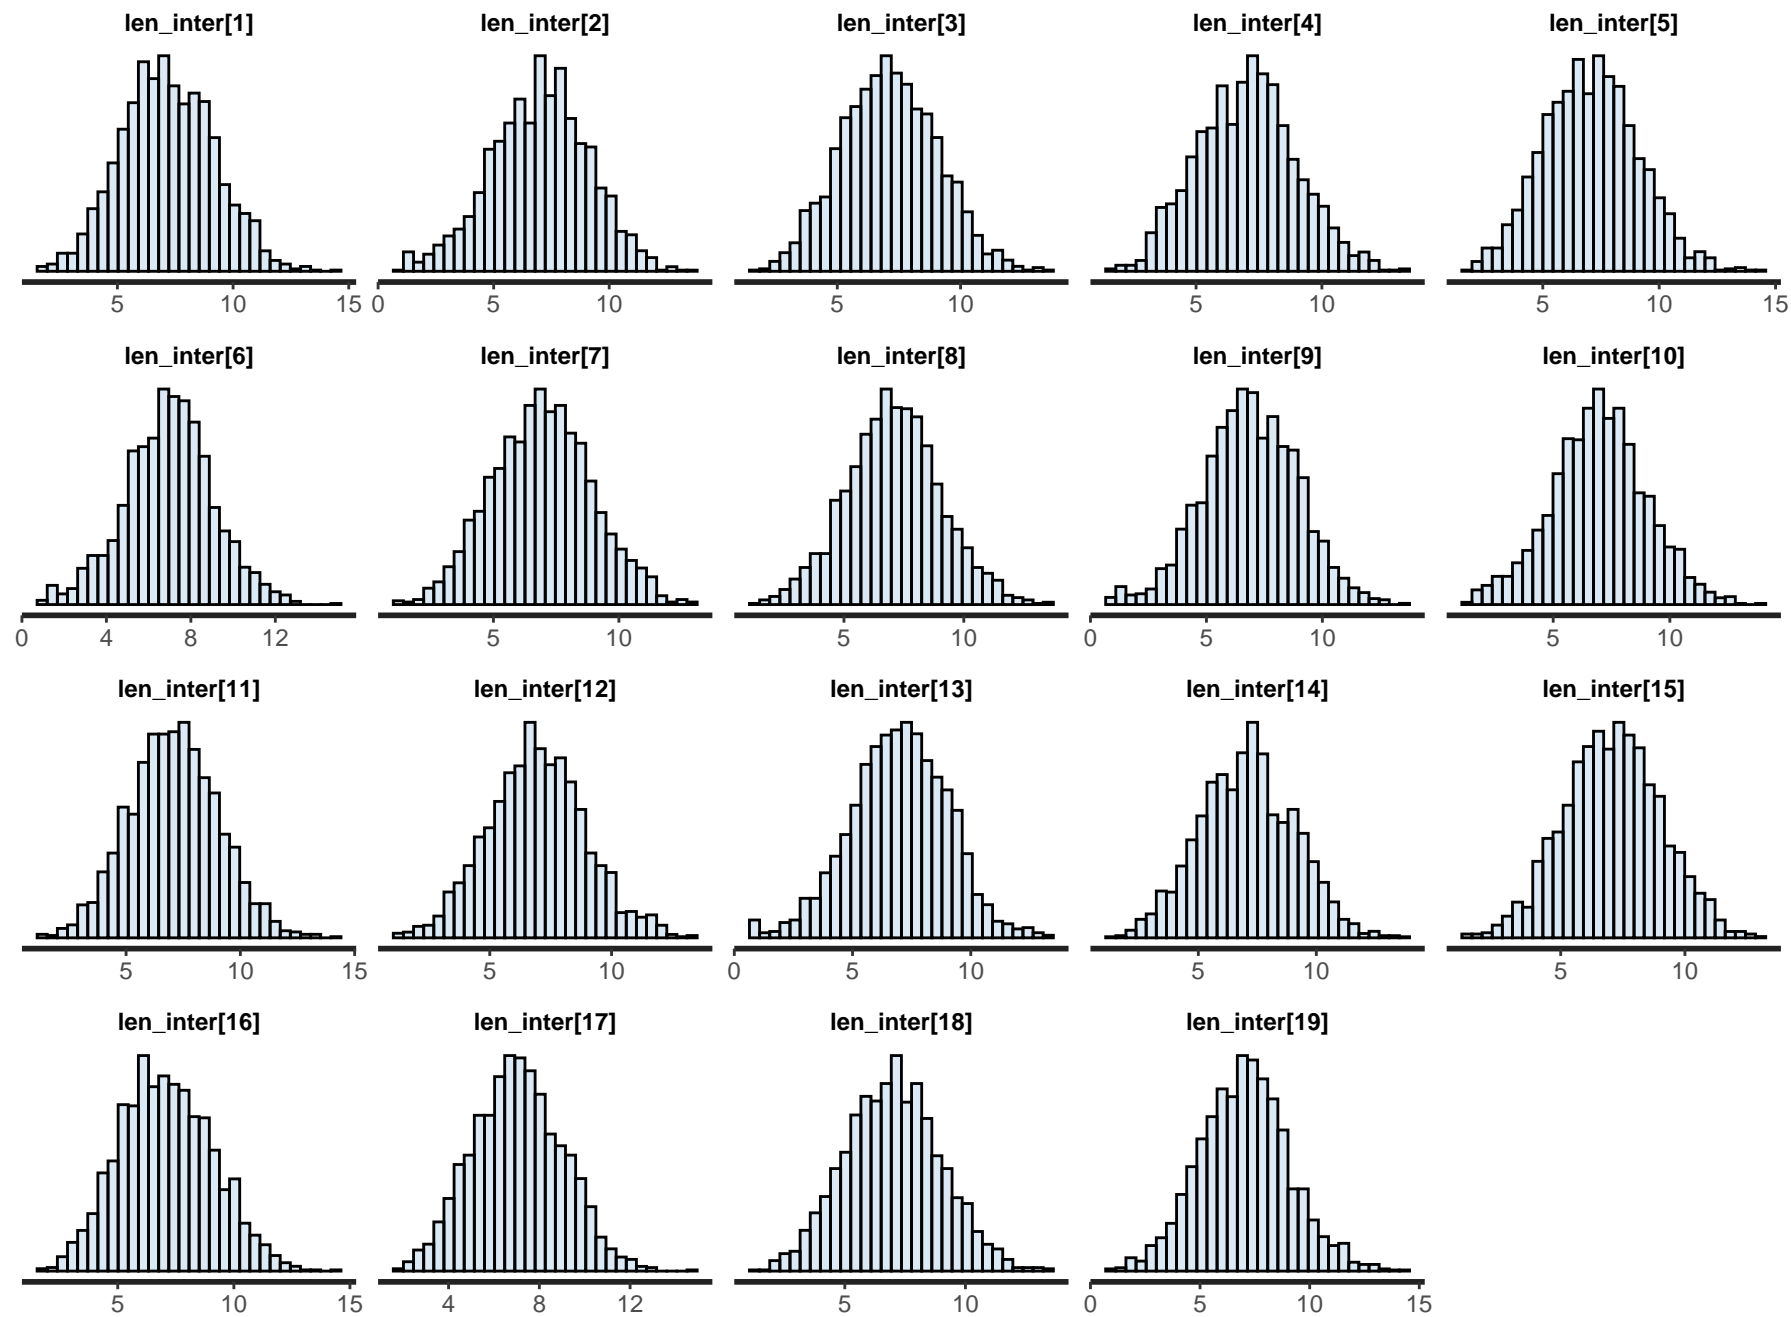 len_inter[1] len_inter[2] len_inter[3] len_inter[4] len_inter[5]
5 10 15 0 5 10 5 10 5 10 5 10 15
len_inter[6] len_inter[7] len_inter[8] len_inter[9] len_inter[10]
0 4 8 12 5 10 5 10 0 5 10 5 10
len_inter[11] len_inter[12] len_inter[13] len_inter[14] len_inter[15]
5 10 15 5 10 0 5 10 5 10 5 10
len_inter[16] len_inter[17] len_inter[18] len_inter[19]
5 10 15 4 8 12 5 10 0 5 10 15